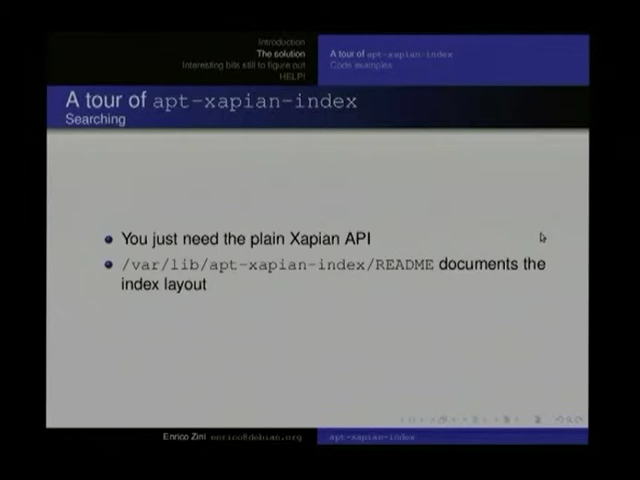 Introduction
The solution
Interesting bits still to figure out
HELP!
A tour of apt-xapian-index
Code examples
A tour of apt-xapian-index
Searching
You just need the plain Xapian API
/var/lib/apt-xapian-index/README documents the
index layout
Enrico Zini enrico@debian.org
apt-xapian-index